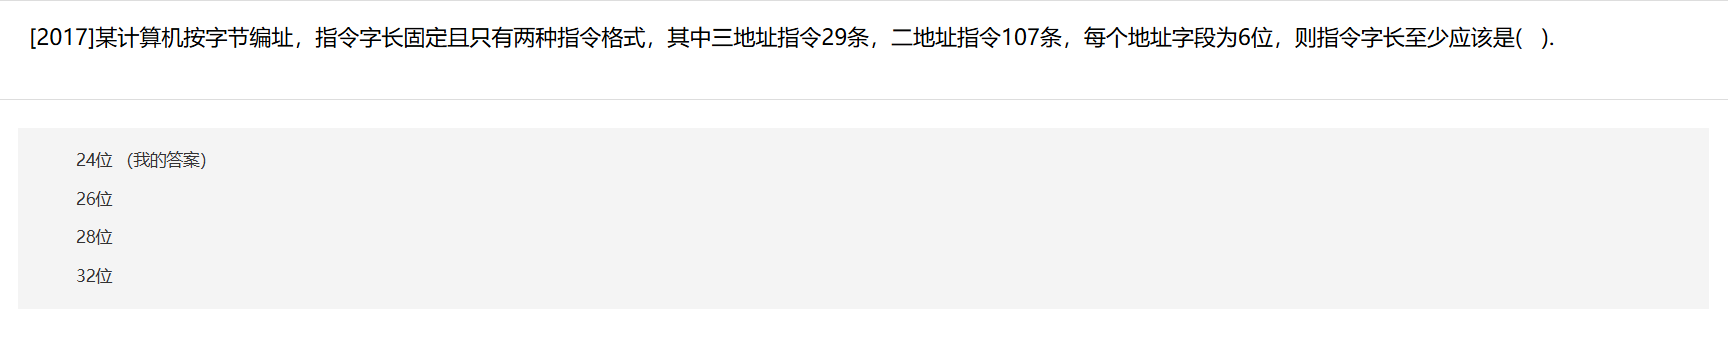 [2017]某计算机按字节编址，指令字长固定且只有两种指令格式，其中三地址指令29条，二地址指令107条，每个地址字段为6位，则指令字长至少应该是(   ).
24位 （我的答案）
26位
28位
32位